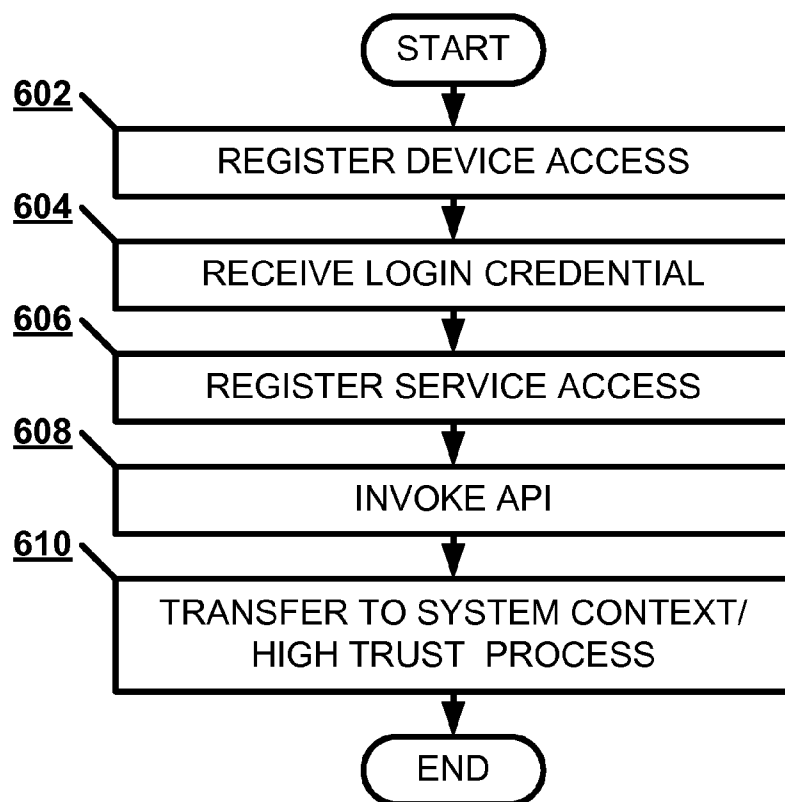 START
602
REGISTER DEVICE ACCESS
604
RECEIVE LOGIN CREDENTIAL
606
REGISTER SERVICE ACCESS
608
INVOKE API
610
TRANSFER TO SYSTEM CONTEXT/
HIGH TRUST PROCESS
END